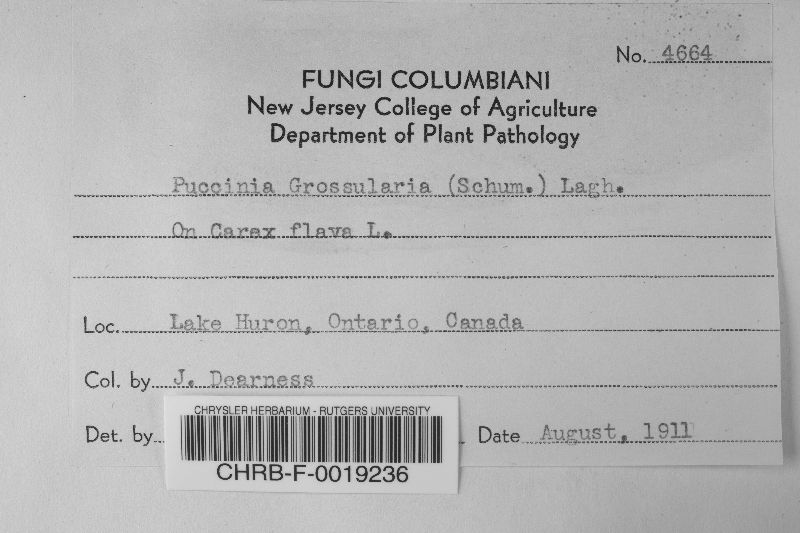 No. 4664
FUNGI COLUMBIANI
New Jersey College of Agriculture
Department of Plant Pathology
Puccinia Grossularia (Schum.) Lagh.
On Carex flava L.
Loc. Lake Huron, Ontario, Canada
Col. by J. Dearness
Det. by Date August, 1911
CHRYSLER HERBARIUM - RUTGERS UNIVERSITY
CHRB-F-0019236